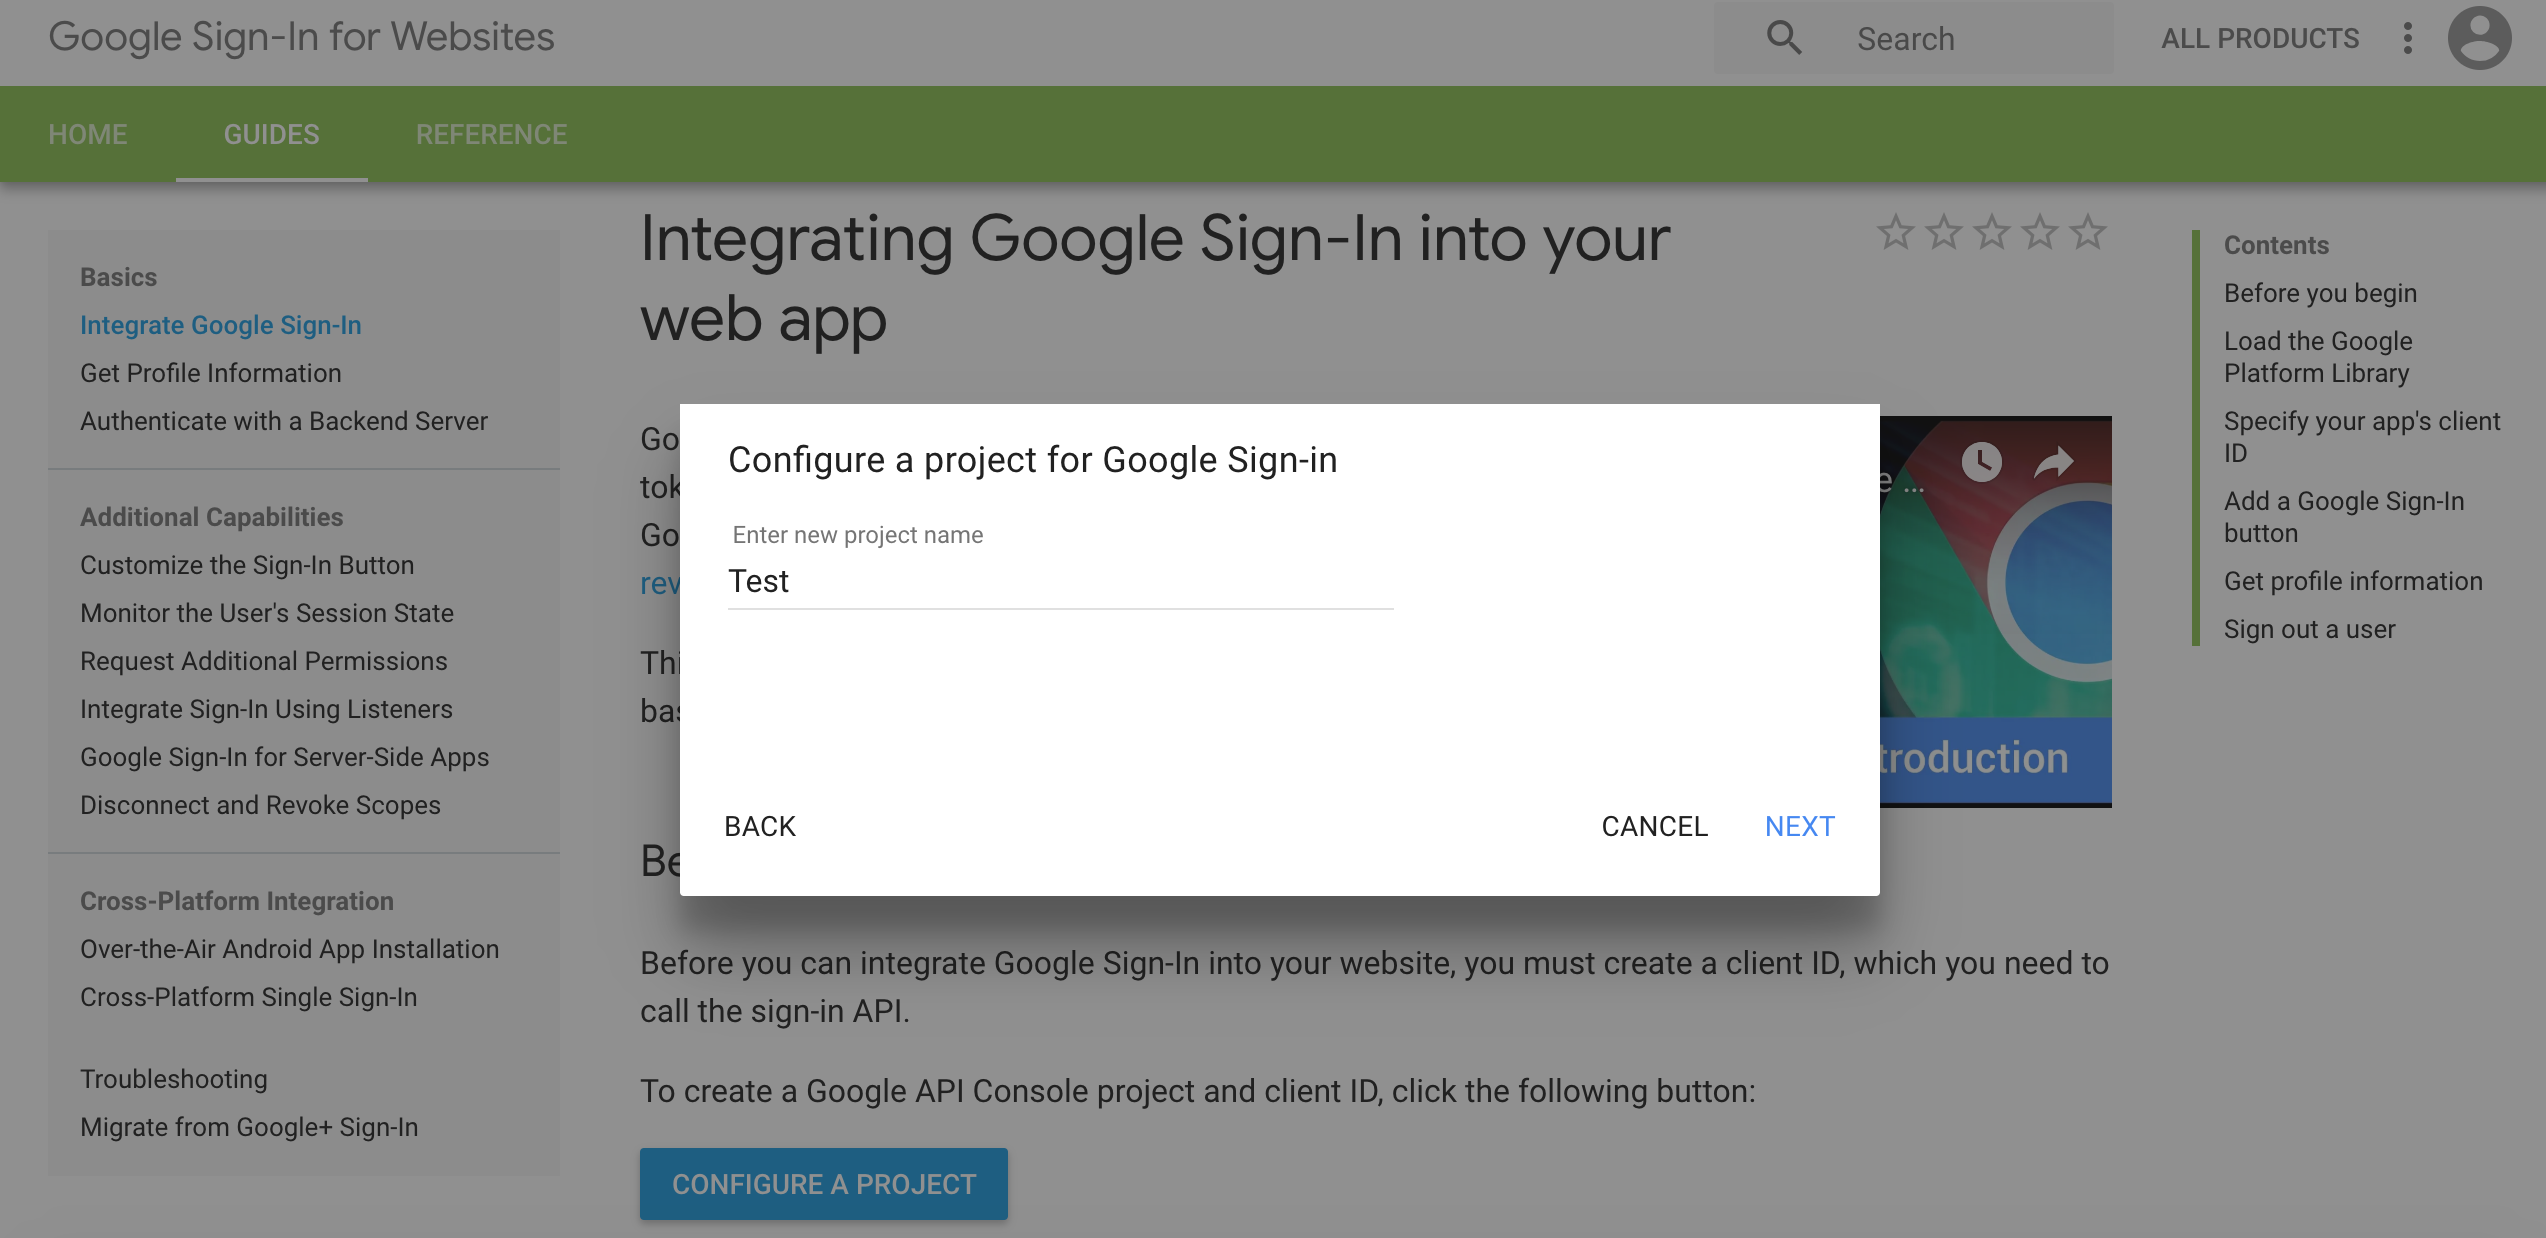 Google Sign-In for Websites
Search
ALL PRODUCTS
HOME
GUIDES
REFERENCE
Basics
Integrate Google Sign-In
Get Profile Information
Authenticate with a Backend Server
Additional Capabilities
Customize the Sign-In Button
Monitor the User's Session State
Request Additional Permissions
Integrate Sign-In Using Listeners
Google Sign-In for Server-Side Apps
Disconnect and Revoke Scopes
Cross-Platform Integration
Over-the-Air Android App Installation
Cross-Platform Single Sign-In
Troubleshooting
Migrate from Google+ Sign-In
Integrating Google Sign-In into your
web app
Go
tok
Go
rev
Thi
bas
e ...
troduction
Configure a project for Google Sign-in
Enter new project name
Test
BACK
CANCEL
NEXT
Be
Before you can integrate Google Sign-In into your website, you must create a client ID, which you need to
call the sign-in API.
To create a Google API Console project and client ID, click the following button:
CONFIGURE A PROJECT
Contents
Before you begin
Load the Google
Platform Library
Specify your app's client
ID
Add a Google Sign-In
button
Get profile information
Sign out a user